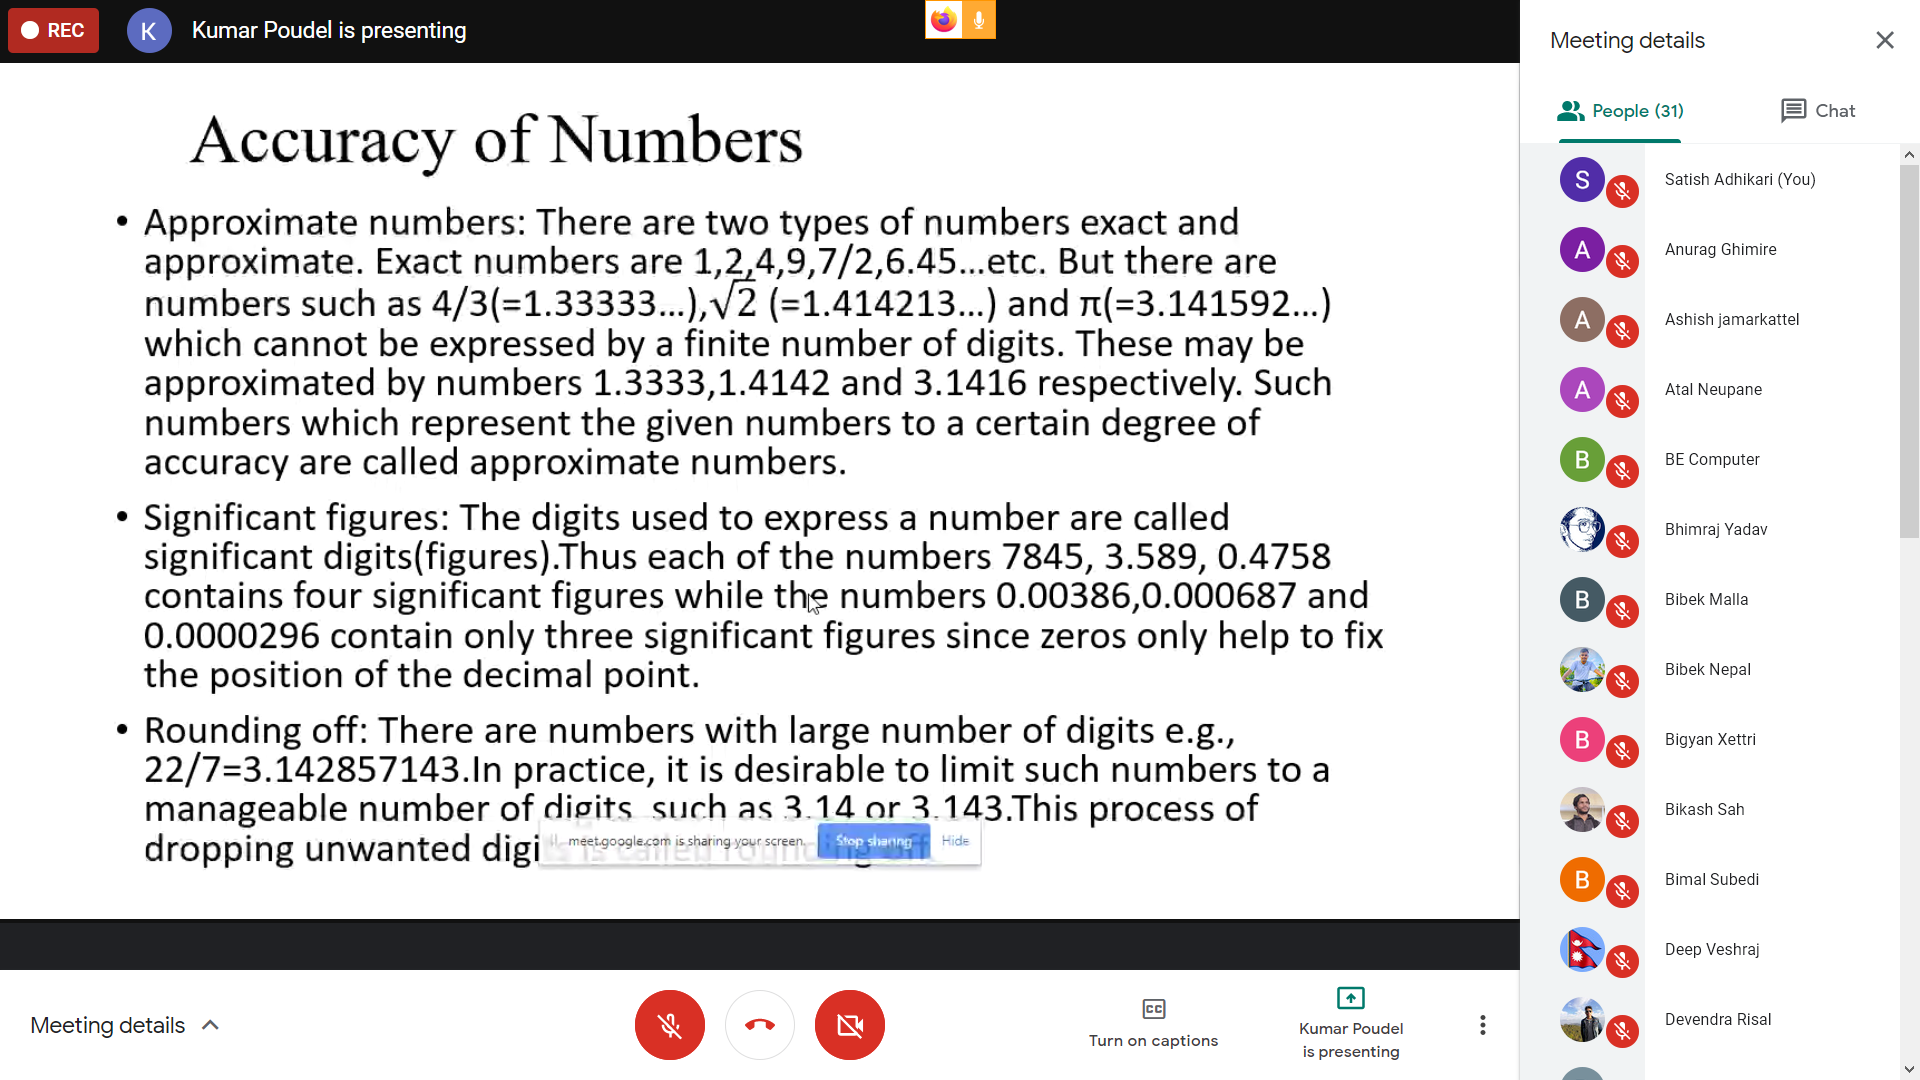 REC
K
Kumar Poudel is presenting
Accuracy of Numbers
• Approximate numbers: There are two types of numbers exact and
approximate. Exact numbers are 1,2,4,9,7/2,6.45...etc. But there are
numbers such as 4/3(=1.33333...),√2 (=1.414213...) and π(=3.141592...)
which cannot be expressed by a finite number of digits. These may be
approximated by numbers 1.3333,1.4142 and 3.1416 respectively. Such
numbers which represent the given numbers to a certain degree of
accuracy are called approximate numbers.
• Significant figures: The digits used to express a number are called
significant digits(figures).Thus each of the numbers 7845, 3.589, 0.4758
contains four significant figures while the numbers 0.00386,0.000687 and
0.0000296 contain only three significant figures since zeros only help to fix
the position of the decimal point.
• Rounding off: There are numbers with large number of digits e.g.,
22/7=3.142857143.In practice, it is desirable to limit such numbers to a
manageable number of digits, such as 3.14 or 3.143.This process of
dropping unwanted digits is called rounding off.
meet.google.com is sharing your screen.
Stop sharing
Hide
Meeting details
CC
Turn on captions
Kumar Poudel
is presenting
Meeting details
People (31)
Chat
S
Satish Adhikari (You)
A
Anurag Ghimire
A
Ashish jamarkattel
A
Atal Neupane
B
BE Computer
Bhimraj Yadav
B
Bibek Malla
Bibek Nepal
B
Bigyan Xettri
Bikash Sah
B
Bimal Subedi
Deep Veshraj
Devendra Risal